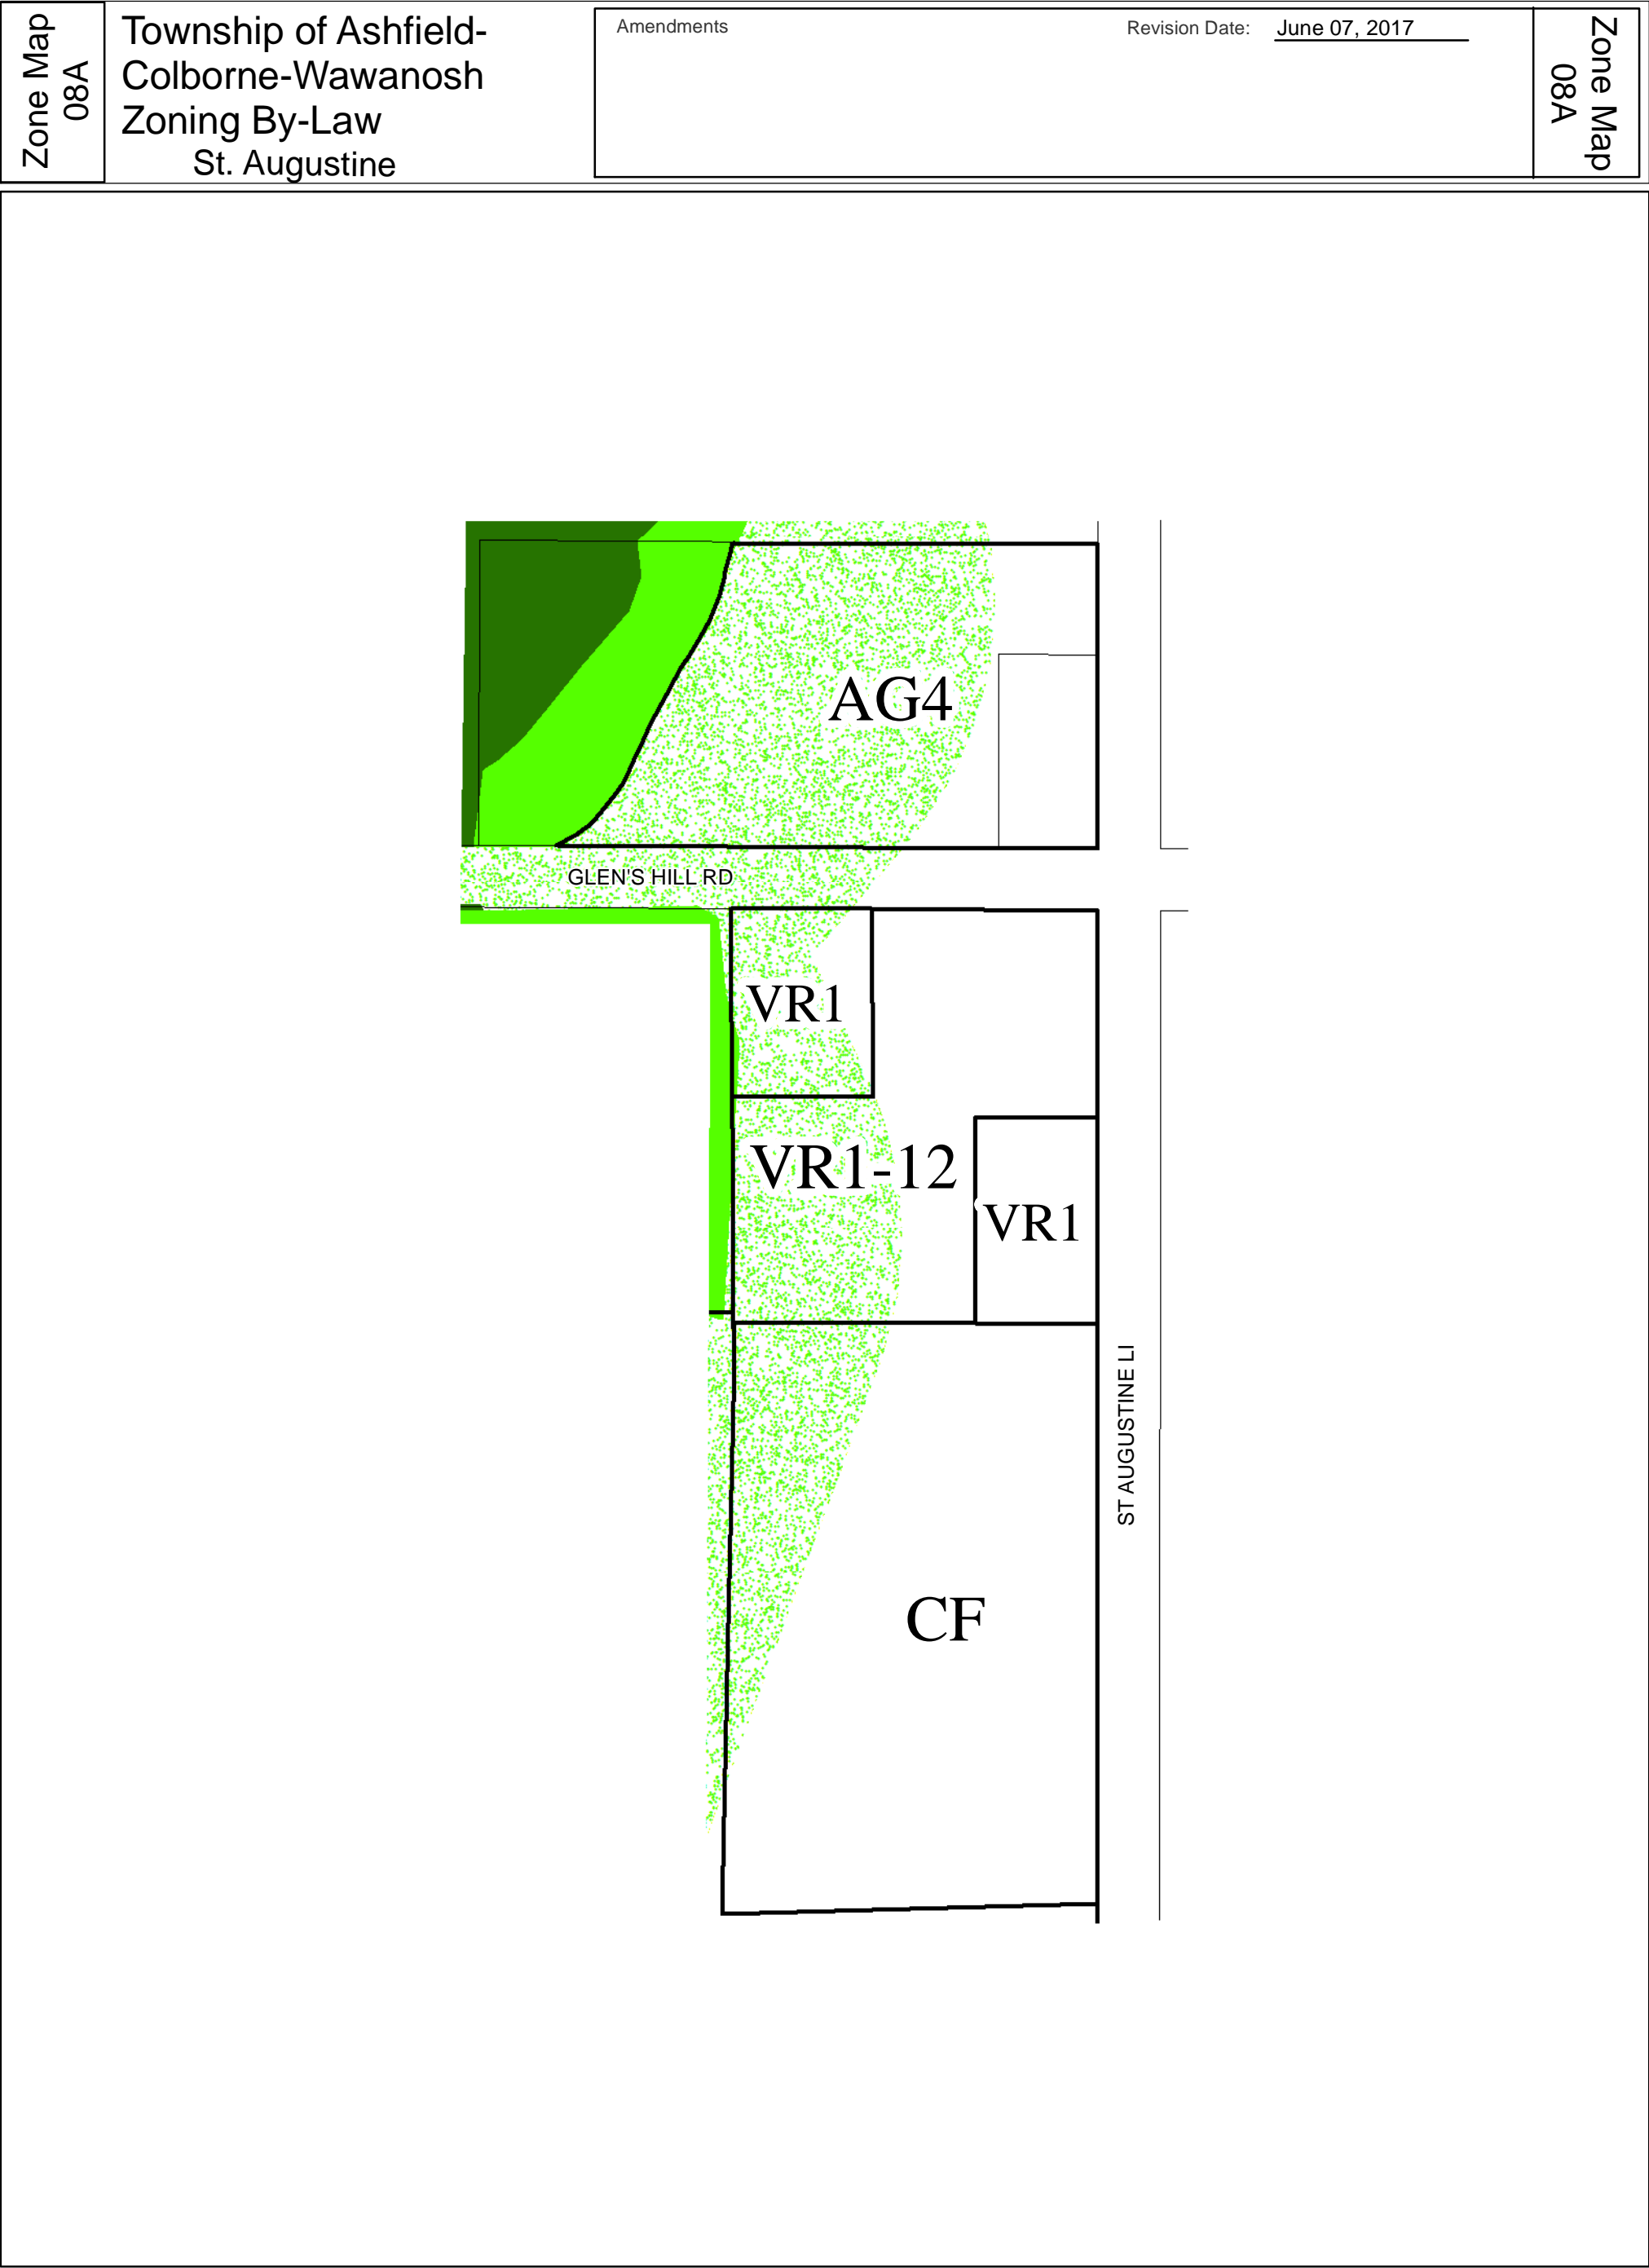 Zone Map
08A
Township of Ashfield-
Colborne-Wawanosh
Zoning By-Law
St. Augustine
Amendments
Revision Date: June 07, 2017
Zone Map
08A
AG4
GLEN'S HILL RD
VR1
VR1-12
VR1
ST AUGUSTINE LI
CF